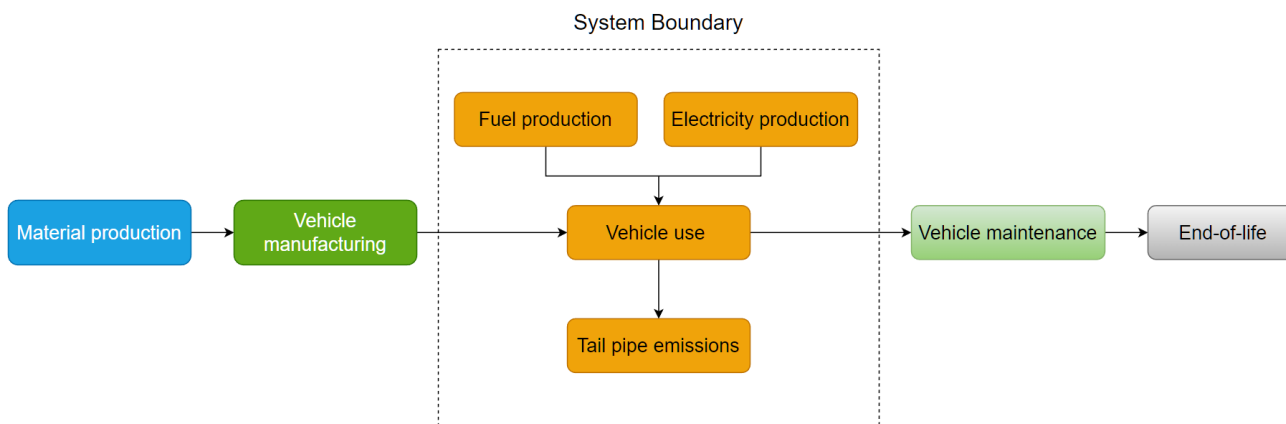 System Boundary
Fuel production
Electricity production
Material production
Vehicle
manufacturing
Vehicle use
Vehicle maintenance
End-of-life
Tail pipe emissions